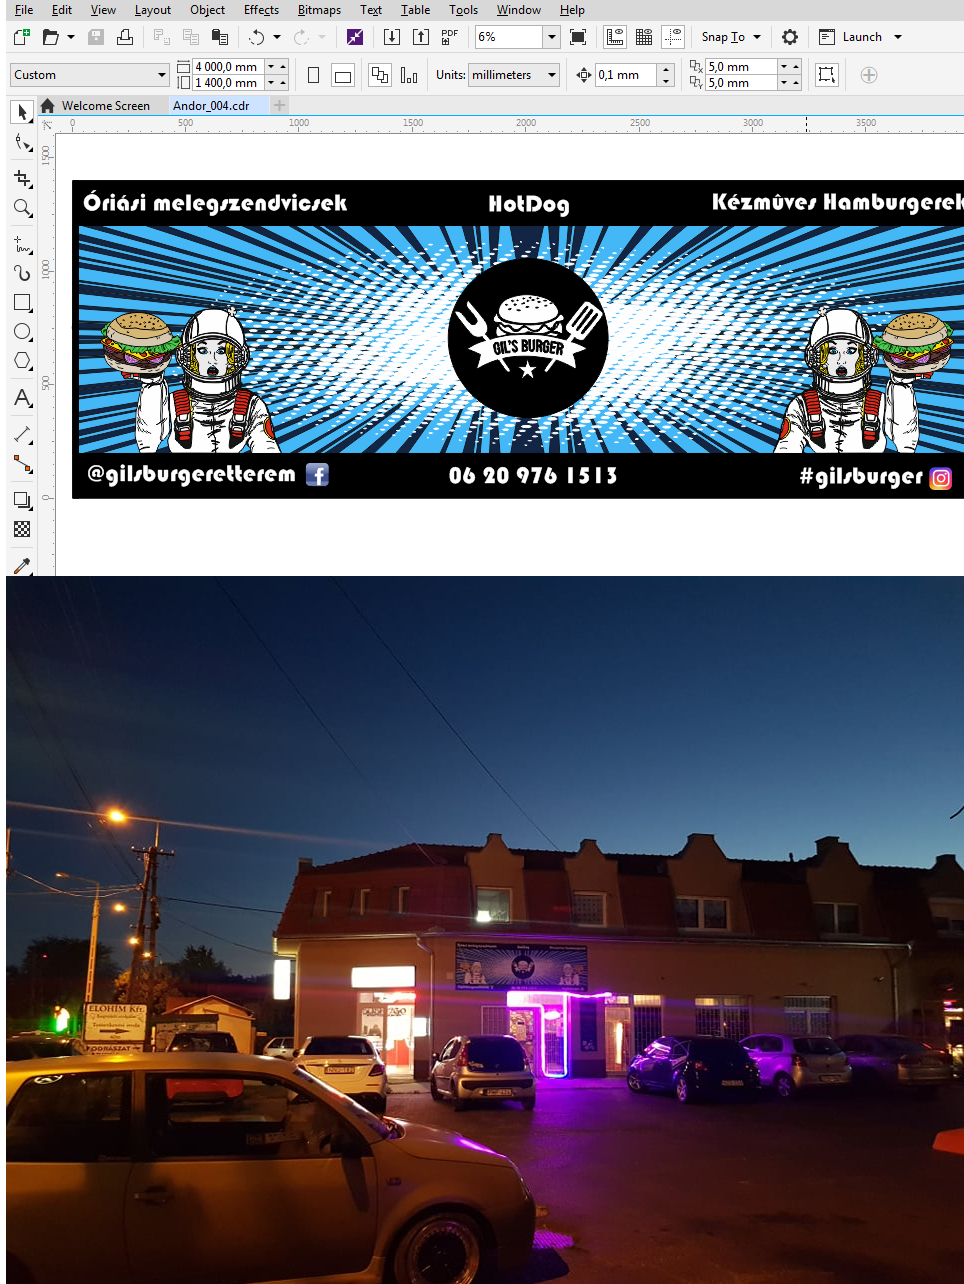 File Edit View Layout Object Effects Bitmaps Text Table Tools Window Help
PDF 6% Snap To Launch
Custom 4 000,0 mm 1 400,0 mm Units: millimeters 0,1 mm 5,0 mm 5,0 mm
Welcome Screen Andor_004.cdr
0 500 1000 1500 2000 2500 3000 3500
1500
1000
500
0
Óriási melegszendvicsek HotDog Kézmûves Hamburgerek
GIL'S BURGER
@gilsburgeretterem 06 20 976 1513 #gilsburger
ELOHIM Kft.
Temetkezési iroda